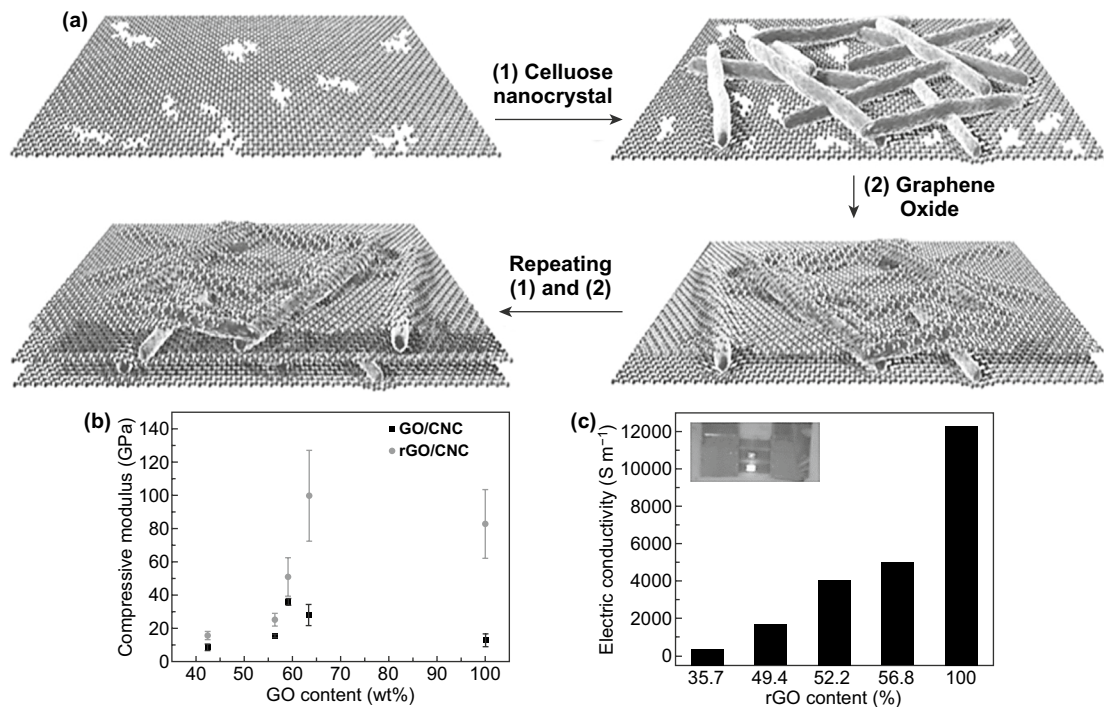 (a)
(1) Celluose
nanocrystal
(2) Graphene
Oxide
Repeating
(1) and (2)
(b)
GO/CNC
rGO/CNC
Compressive modulus (GPa)
140
120
100
80
60
40
20
0
40 50 60 70 80 90 100
GO content (wt%)
(c)
Electric conductivity (S m⁻¹)
12000
10000
8000
6000
4000
2000
0
35.7 49.4 52.2 56.8 100
rGO content (%)